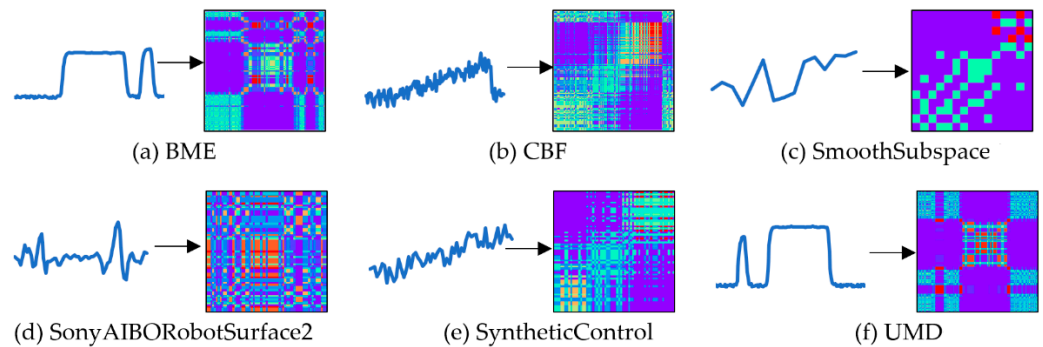 (a) BME
(b) CBF
(c) SmoothSubspace
(d) SonyAIBORobotSurface2
(e) SyntheticControl
(f) UMD